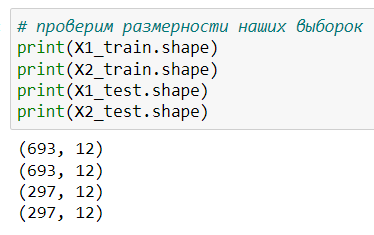 # проверим размерности наших выборок
print(X1_train.shape)
print(X2_train.shape)
print(X1_test.shape)
print(X2_test.shape)
(693, 12)
(693, 12)
(297, 12)
(297, 12)